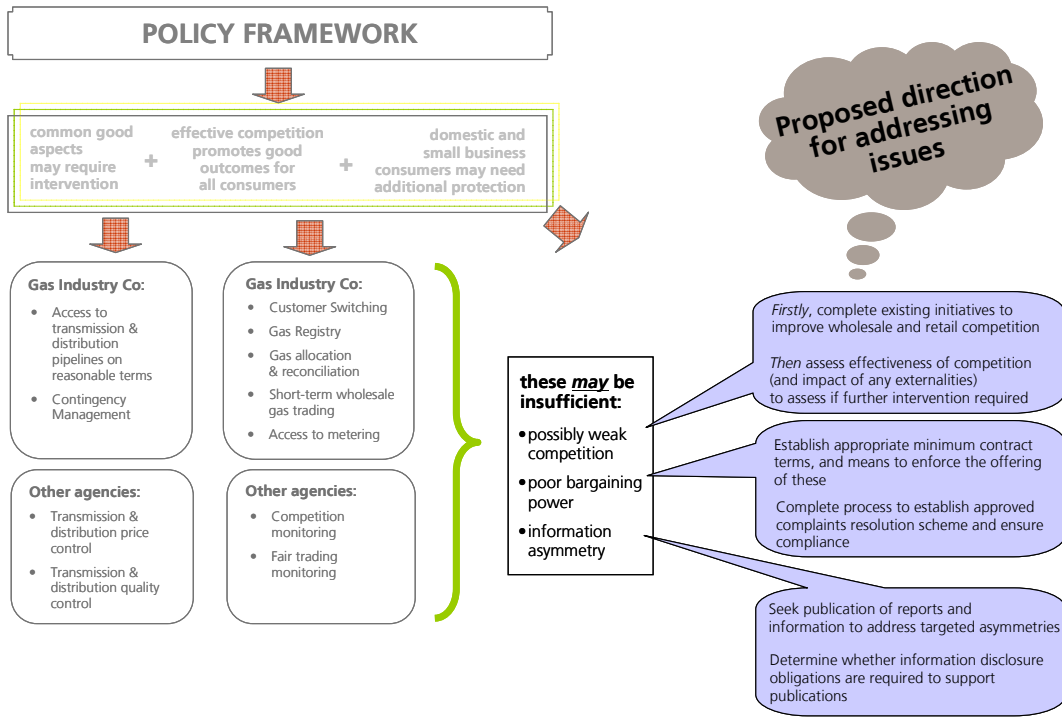 POLICY FRAMEWORK
common good
aspects
may require
intervention
+
effective competition
promotes good
outcomes for
all consumers
+
domestic and
small business
consumers may need
additional protection
Proposed direction
for addressing
issues
Gas Industry Co:
• Access to
transmission &
distribution
pipelines on
reasonable terms
• Contingency
Management
Other agencies:
• Transmission &
distribution price
control
• Transmission &
distribution quality
control
Gas Industry Co:
• Customer Switching
• Gas Registry
• Gas allocation
& reconciliation
• Short-term wholesale
gas trading
• Access to metering
Other agencies:
• Competition
monitoring
• Fair trading
monitoring
these may be
insufficient:
• possibly weak
competition
• poor bargaining
power
• information
asymmetry
Firstly, complete existing initiatives to
improve wholesale and retail competition
Then assess effectiveness of competition
(and impact of any externalities)
to assess if further intervention required
Establish appropriate minimum contract
terms, and means to enforce the offering
of these
Complete process to establish approved
complaints resolution scheme and ensure
compliance
Seek publication of reports and
information to address targeted asymmetries
Determine whether information disclosure
obligations are required to support
publications